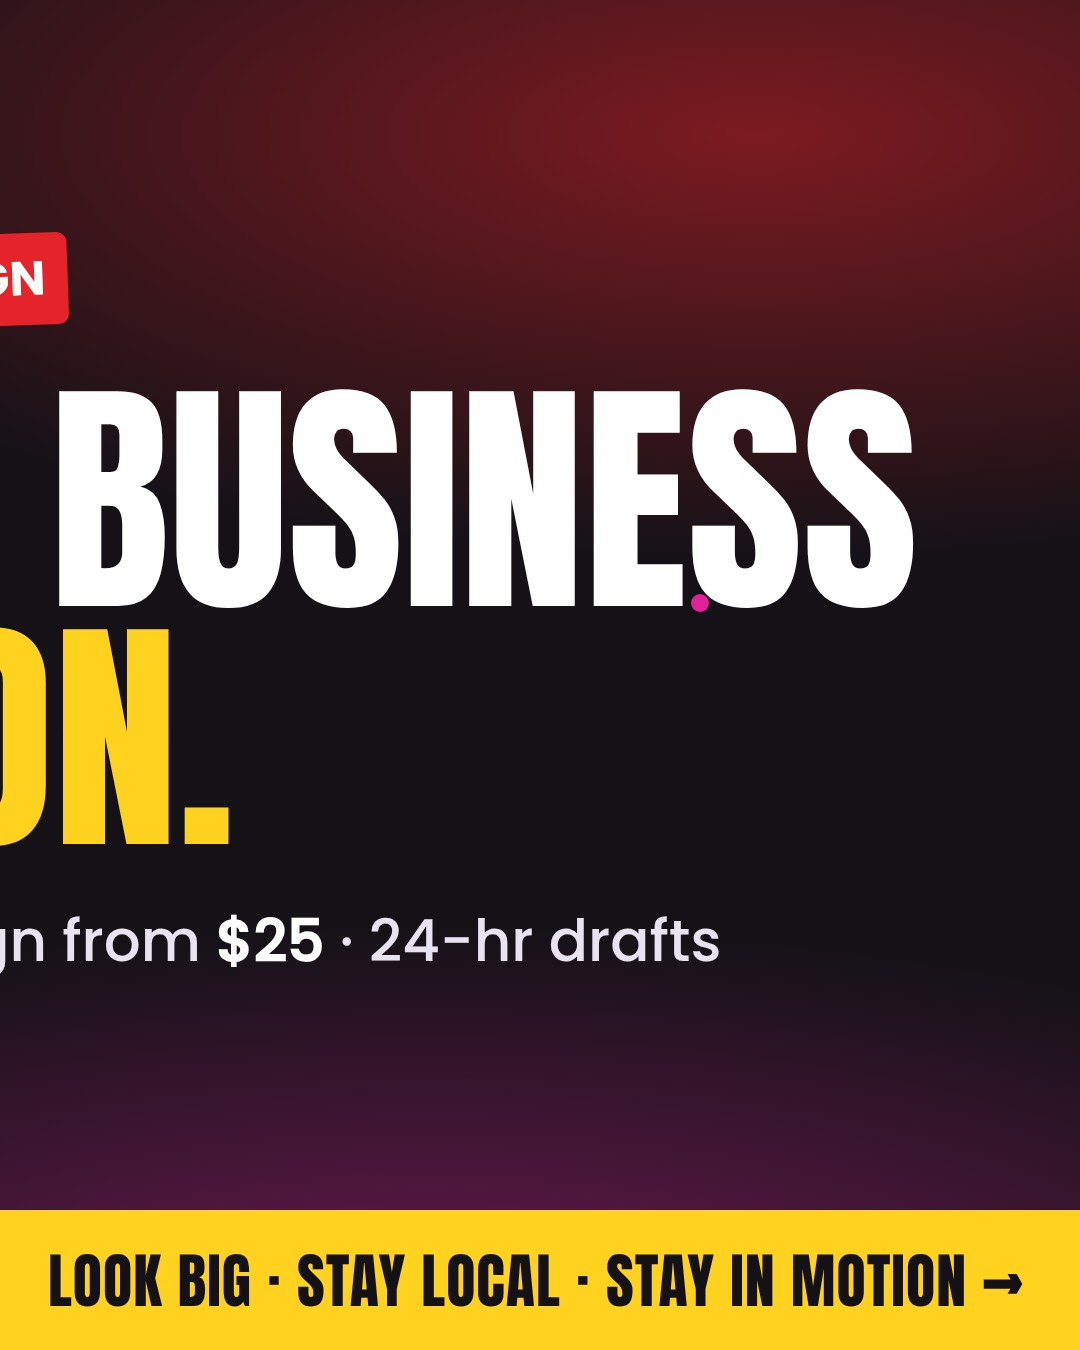 GN
BUSINESS
ON.
gn from $25 · 24-hr drafts
LOOK BIG · STAY LOCAL · STAY IN MOTION →